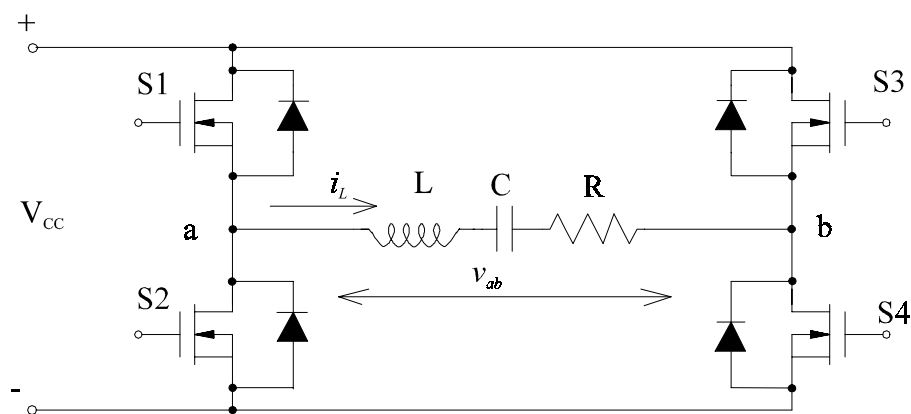 +
S1
S3
i_L
L
C
R
V_CC
a
b
v_ab
S2
S4
-